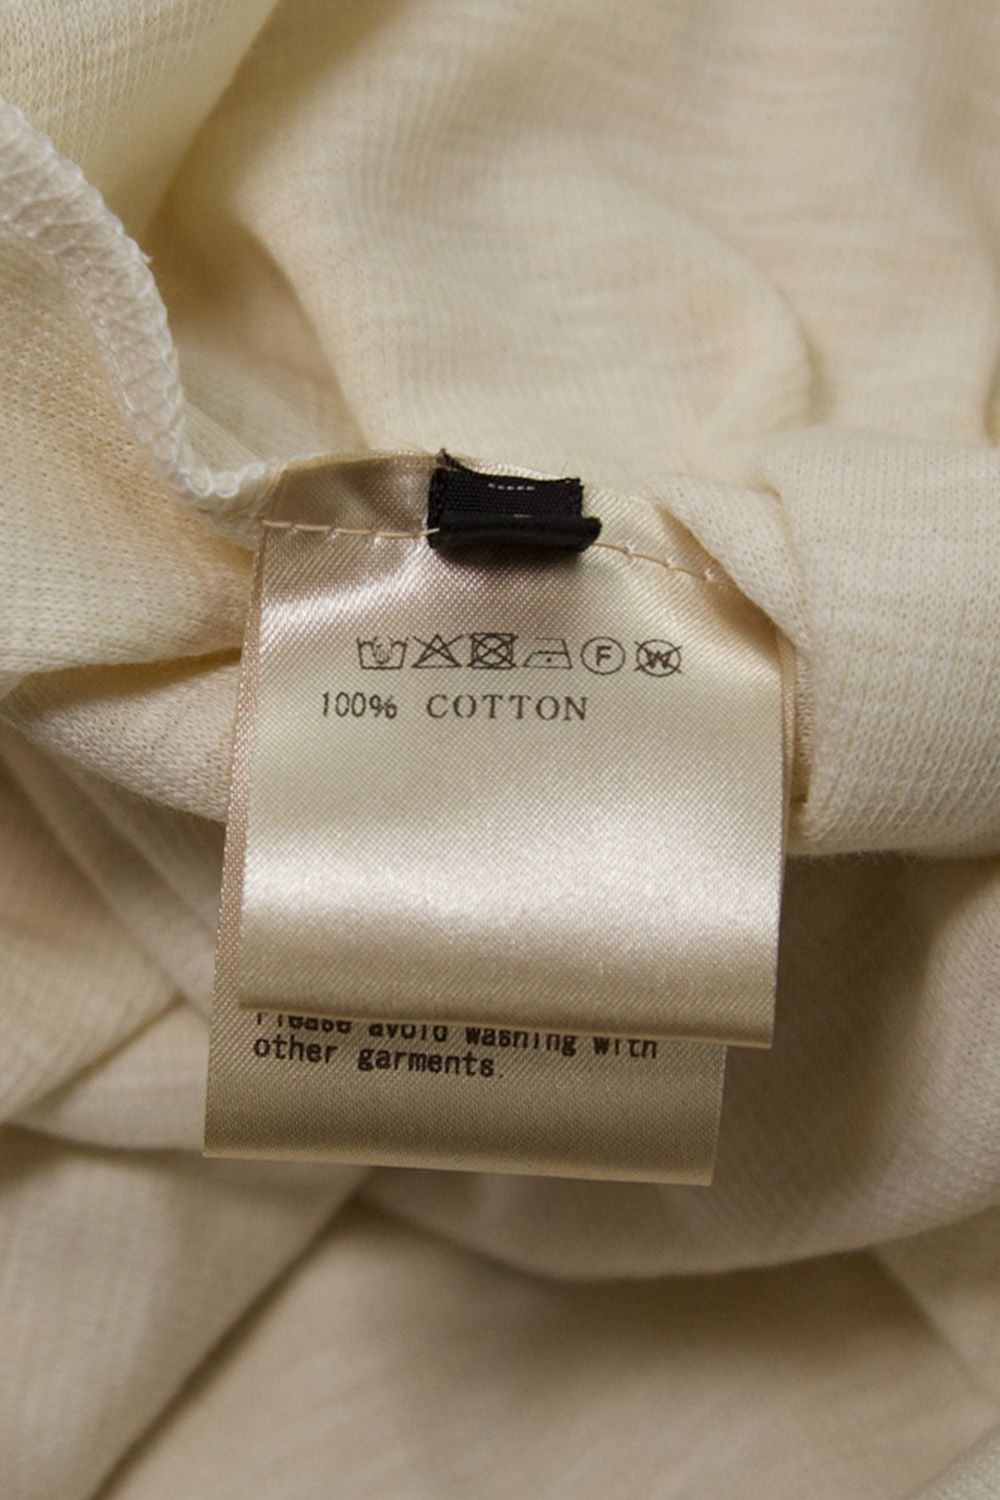 F W
100% COTTON
Please avoid washing with
other garments.